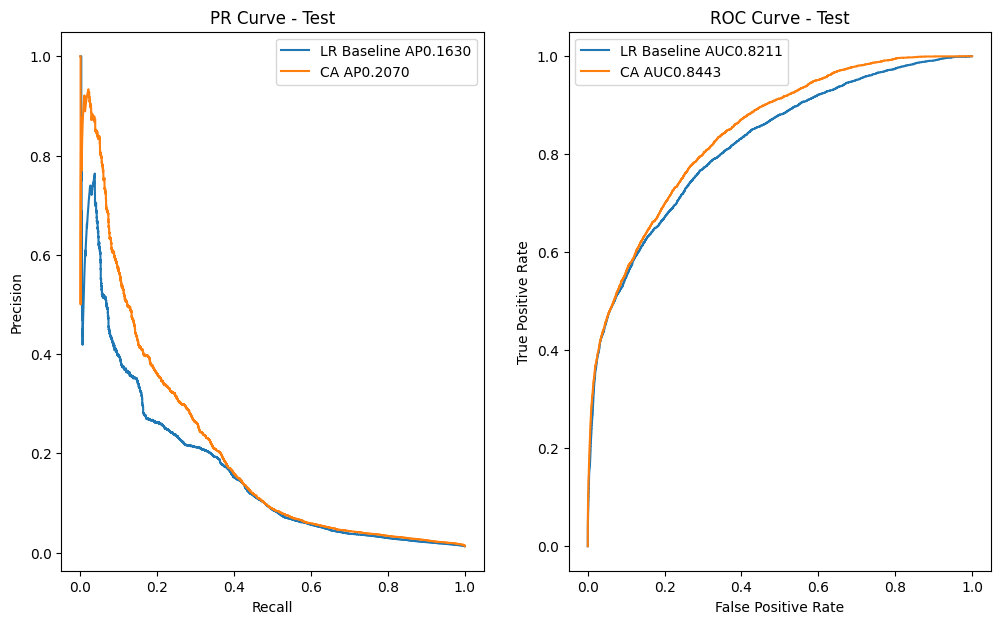 PR Curve - Test
LR Baseline AP0.1630
CA AP0.2070
1.0
0.8
0.6
0.4
0.2
0.0
Precision
0.0 0.2 0.4 0.6 0.8 1.0
Recall
ROC Curve - Test
LR Baseline AUC0.8211
CA AUC0.8443
1.0
0.8
0.6
0.4
0.2
0.0
True Positive Rate
0.0 0.2 0.4 0.6 0.8 1.0
False Positive Rate